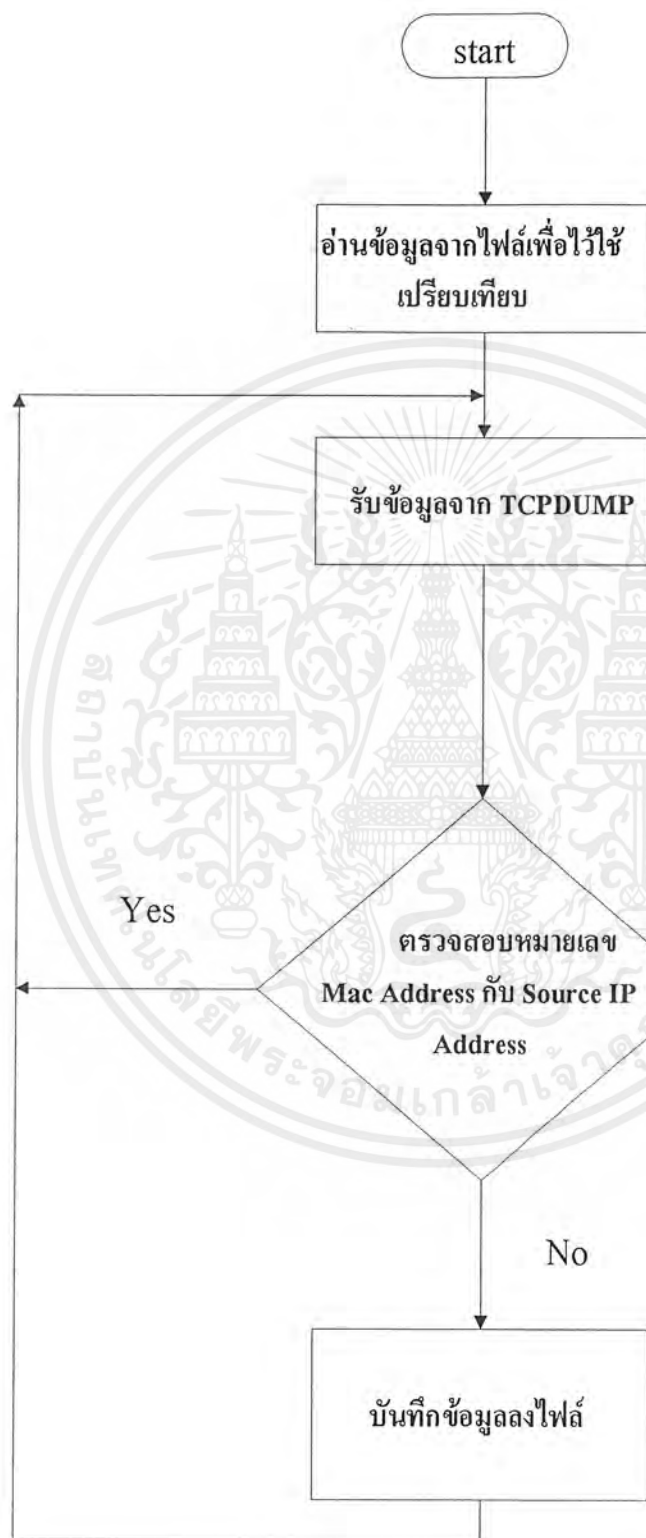 start
อ่านข้อมูลจากไฟล์เพื่อไว้ใช้
เปรียบเทียบ
รับข้อมูลจาก TCPDUMP
Yes
ตรวจสอบหมายเลข
Mac Address กับ Source IP
Address
No
บันทึกข้อมูลลงไฟล์